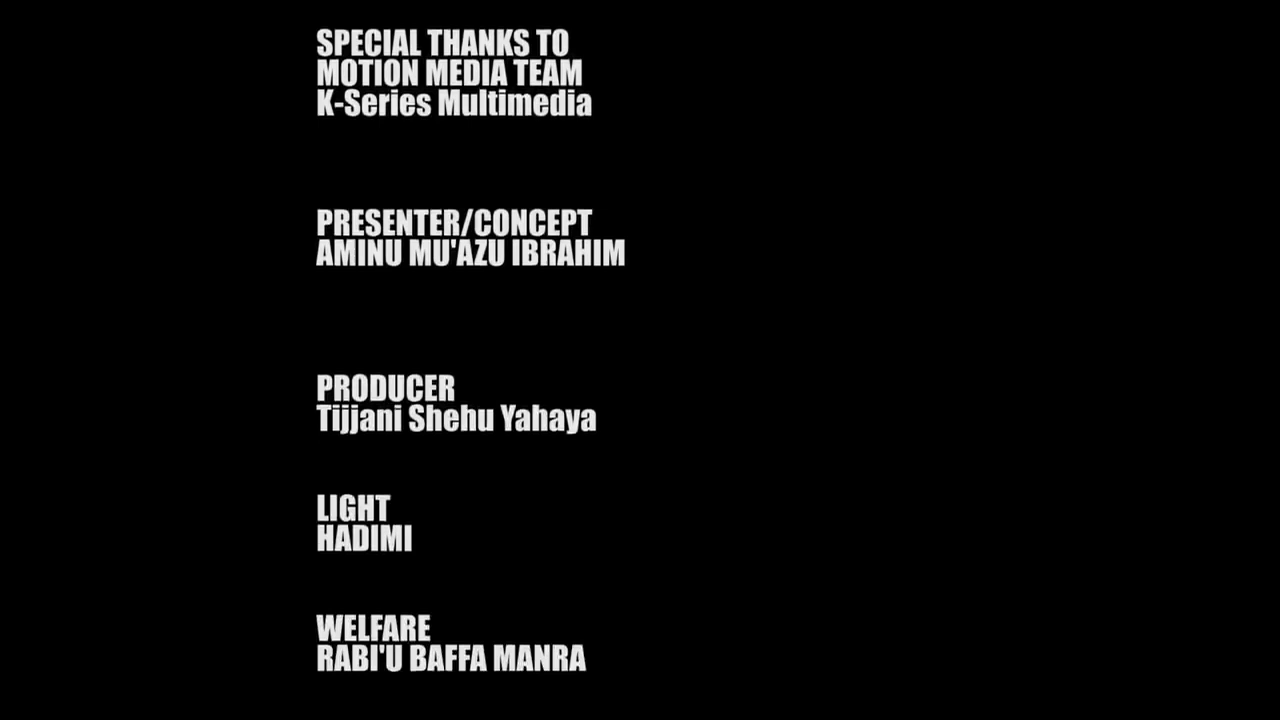 SPECIAL THANKS TO
MOTION MEDIA TEAM
K-Series Multimedia
PRESENTER/CONCEPT
AMINU MU'AZU IBRAHIM
PRODUCER
Tijjani Shehu Yahaya
LIGHT
HADIMI
WELFARE
RABI'U BAFFA MANRA